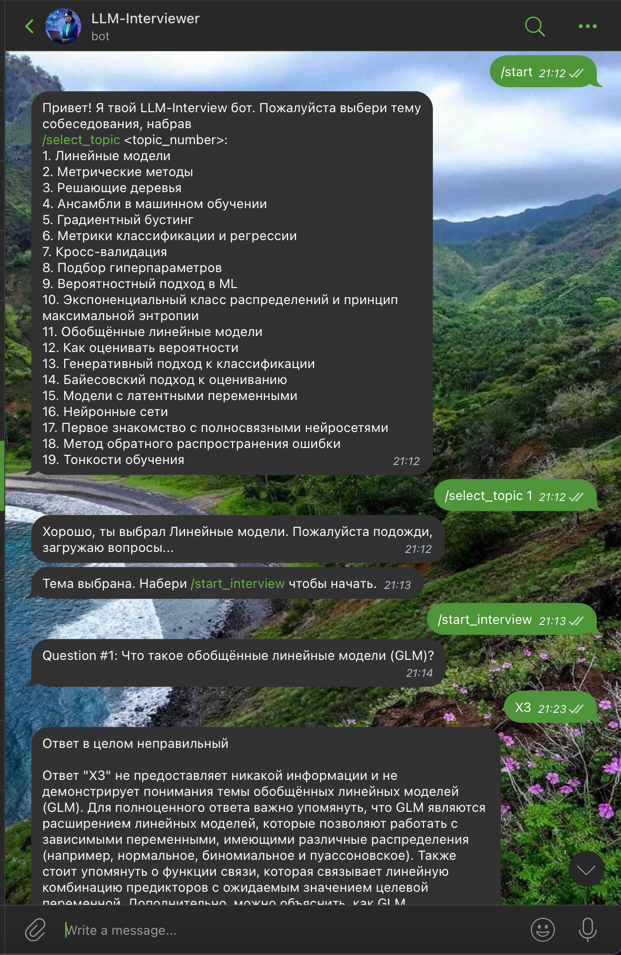 LLM-Interviewer
bot
/start 21:12
Привет! Я твой LLM-Interview бот. Пожалуйста выбери тему
собеседования, набрав
/select_topic <topic_number>:
1. Линейные модели
2. Метрические методы
3. Решающие деревья
4. Ансамбли в машинном обучении
5. Градиентный бустинг
6. Метрики классификации и регрессии
7. Кросс-валидация
8. Подбор гиперпараметров
9. Вероятностный подход в ML
10. Экспоненциальный класс распределений и принцип
максимальной энтропии
11. Обобщённые линейные модели
12. Как оценивать вероятности
13. Генеративный подход к классификации
14. Байесовский подход к оцениванию
15. Модели с латентными переменными
16. Нейронные сети
17. Первое знакомство с полносвязными нейросетями
18. Метод обратного распространения ошибки
19. Тонкости обучения 21:12
/select_topic 1 21:12
Хорошо, ты выбрал Линейные модели. Пожалуйста подожди,
загружаю вопросы... 21:12
Тема выбрана. Набери /start_interview чтобы начать. 21:13
/start_interview 21:13
Question #1: Что такое обобщённые линейные модели (GLM)?
21:14
ХЗ 21:23
Ответ в целом неправильный
Ответ "ХЗ" не предоставляет никакой информации и не
демонстрирует понимания темы обобщённых линейных моделей
(GLM). Для полноценного ответа важно упомянуть, что GLM являются
расширением линейных моделей, которые позволяют работать с
зависимыми переменными, имеющими различные распределения
(например, нормальное, биномиальное и пуассоновское). Также
стоит упомянуть о функции связи, которая связывает линейную
комбинацию предикторов с ожидаемым значением целевой
переменной. Дополнительно, можно объяснить, как GLM
Write a message...